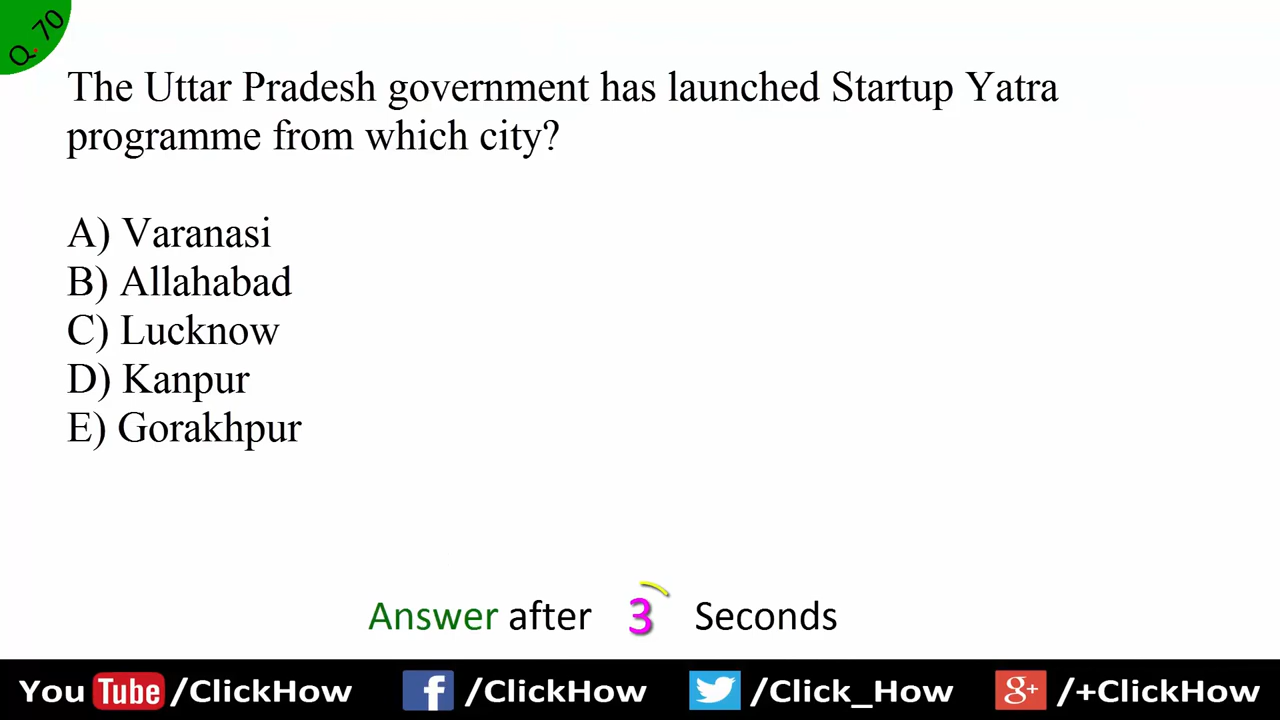 Q.70
The Uttar Pradesh government has launched Startup Yatra
programme from which city?
A) Varanasi
B) Allahabad
C) Lucknow
D) Kanpur
E) Gorakhpur
Answer after 3 Seconds
You Tube /ClickHow f /ClickHow /Click_How g+ /+ClickHow